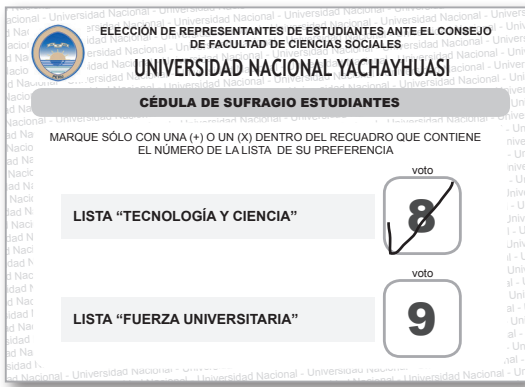 ELECCIÓN DE REPRESENTANTES DE ESTUDIANTES ANTE EL CONSEJO
DE FACULTAD DE CIENCIAS SOCIALES
UNIVERSIDAD NACIONAL YACHAYHUASI
CÉDULA DE SUFRAGIO ESTUDIANTES
MARQUE SÓLO CON UNA (+) O UN (X) DENTRO DEL RECUADRO QUE CONTIENE
EL NÚMERO DE LA LISTA DE SU PREFERENCIA
voto
LISTA “TECNOLOGÍA Y CIENCIA”
8
voto
LISTA “FUERZA UNIVERSITARIA”
9